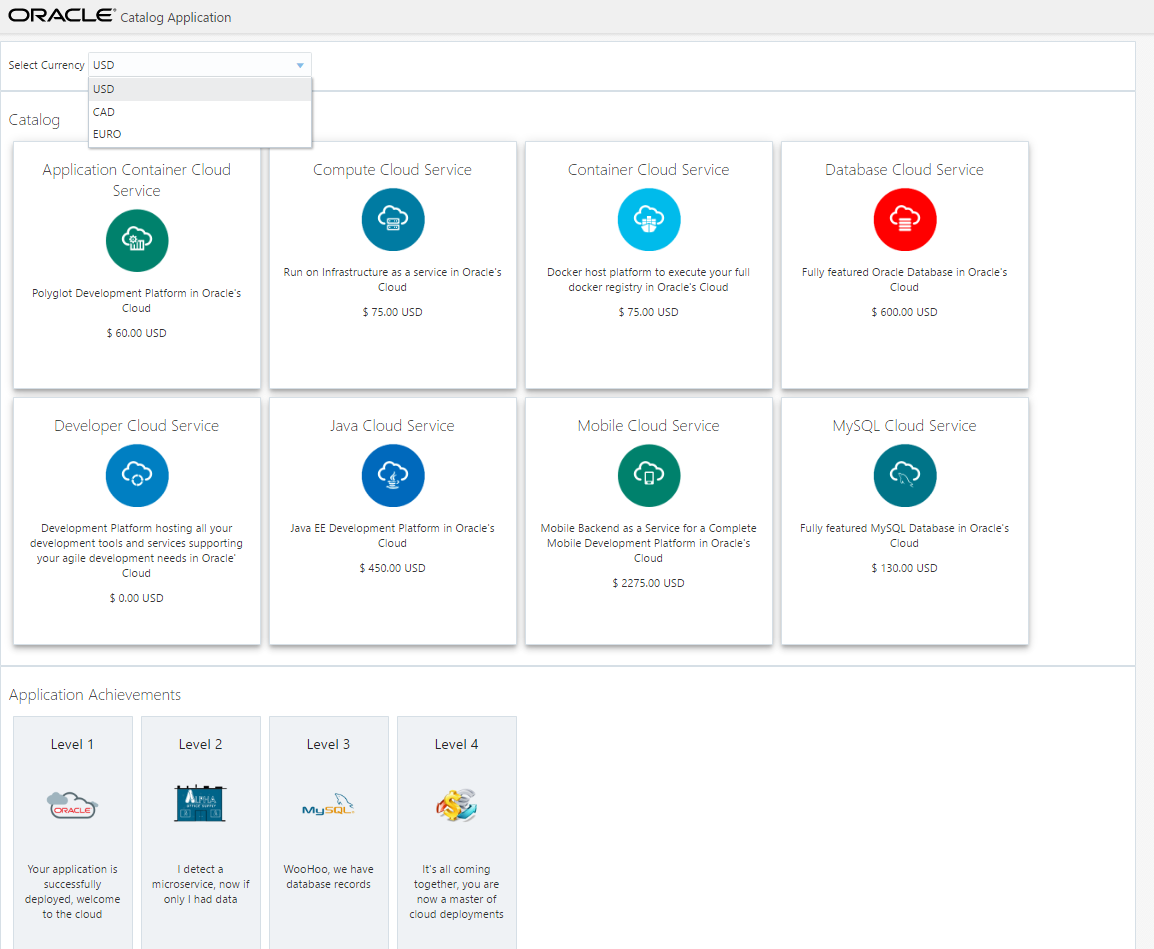 ORACLE® Catalog Application
Select Currency USD
USD
CAD
EURO
Catalog
Application Container Cloud
Service
Polyglot Development Platform in Oracle's
Cloud
$ 60.00 USD
Compute Cloud Service
Run on Infrastructure as a service in Oracle's
Cloud
$ 75.00 USD
Container Cloud Service
Docker host platform to execute your full
docker registry in Oracle's Cloud
$ 75.00 USD
Database Cloud Service
Fully featured Oracle Database in Oracle's
Cloud
$ 600.00 USD
Developer Cloud Service
Development Platform hosting all your
development tools and services supporting
your agile development needs in Oracle'
Cloud
$ 0.00 USD
Java Cloud Service
Java EE Development Platform in Oracle's
Cloud
$ 450.00 USD
Mobile Cloud Service
Mobile Backend as a Service for a Complete
Mobile Development Platform in Oracle's
Cloud
$ 2275.00 USD
MySQL Cloud Service
Fully featured MySQL Database in Oracle's
Cloud
$ 130.00 USD
Application Achievements
Level 1
ORACLE
Your application is
successfully
deployed, welcome
to the cloud
Level 2
ALPHA
OFFICE SUPPLY
I detect a
microservice, now if
only I had data
Level 3
MySQL
WooHoo, we have
database records
Level 4
It's all coming
together, you are
now a master of
cloud deployments